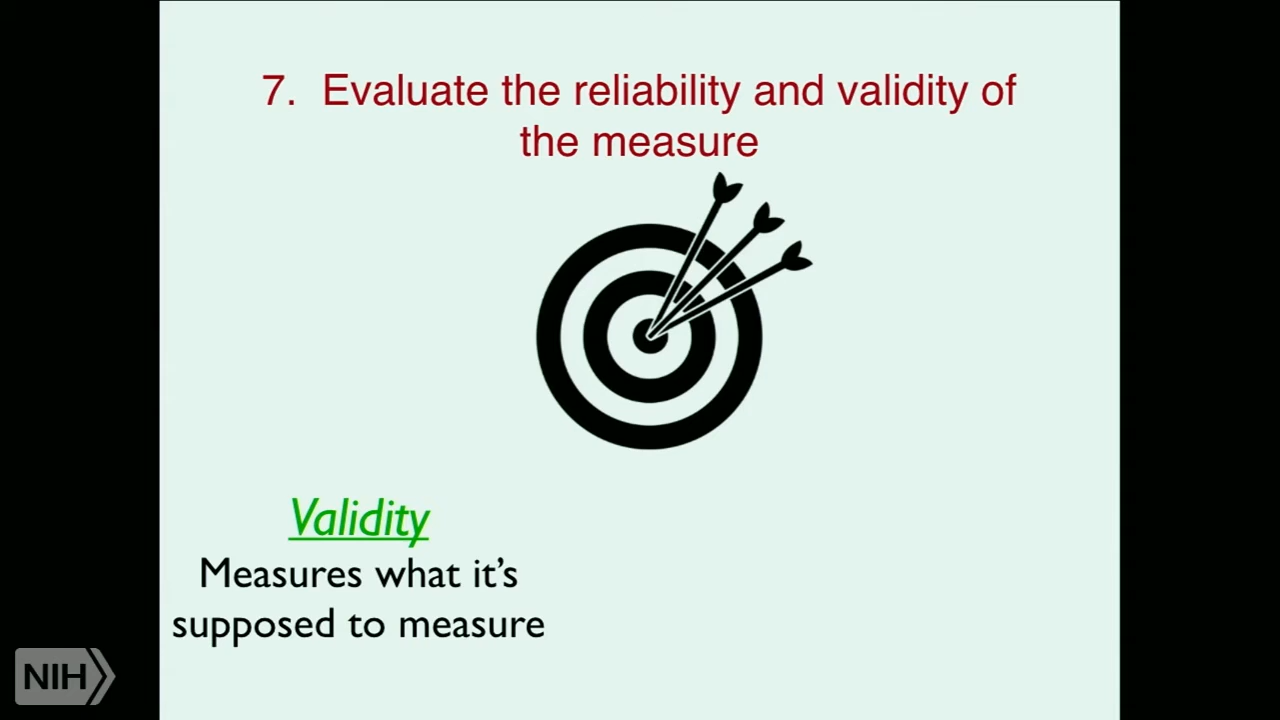 7. Evaluate the reliability and validity of
the measure
Validity
Measures what it’s
supposed to measure
NIH